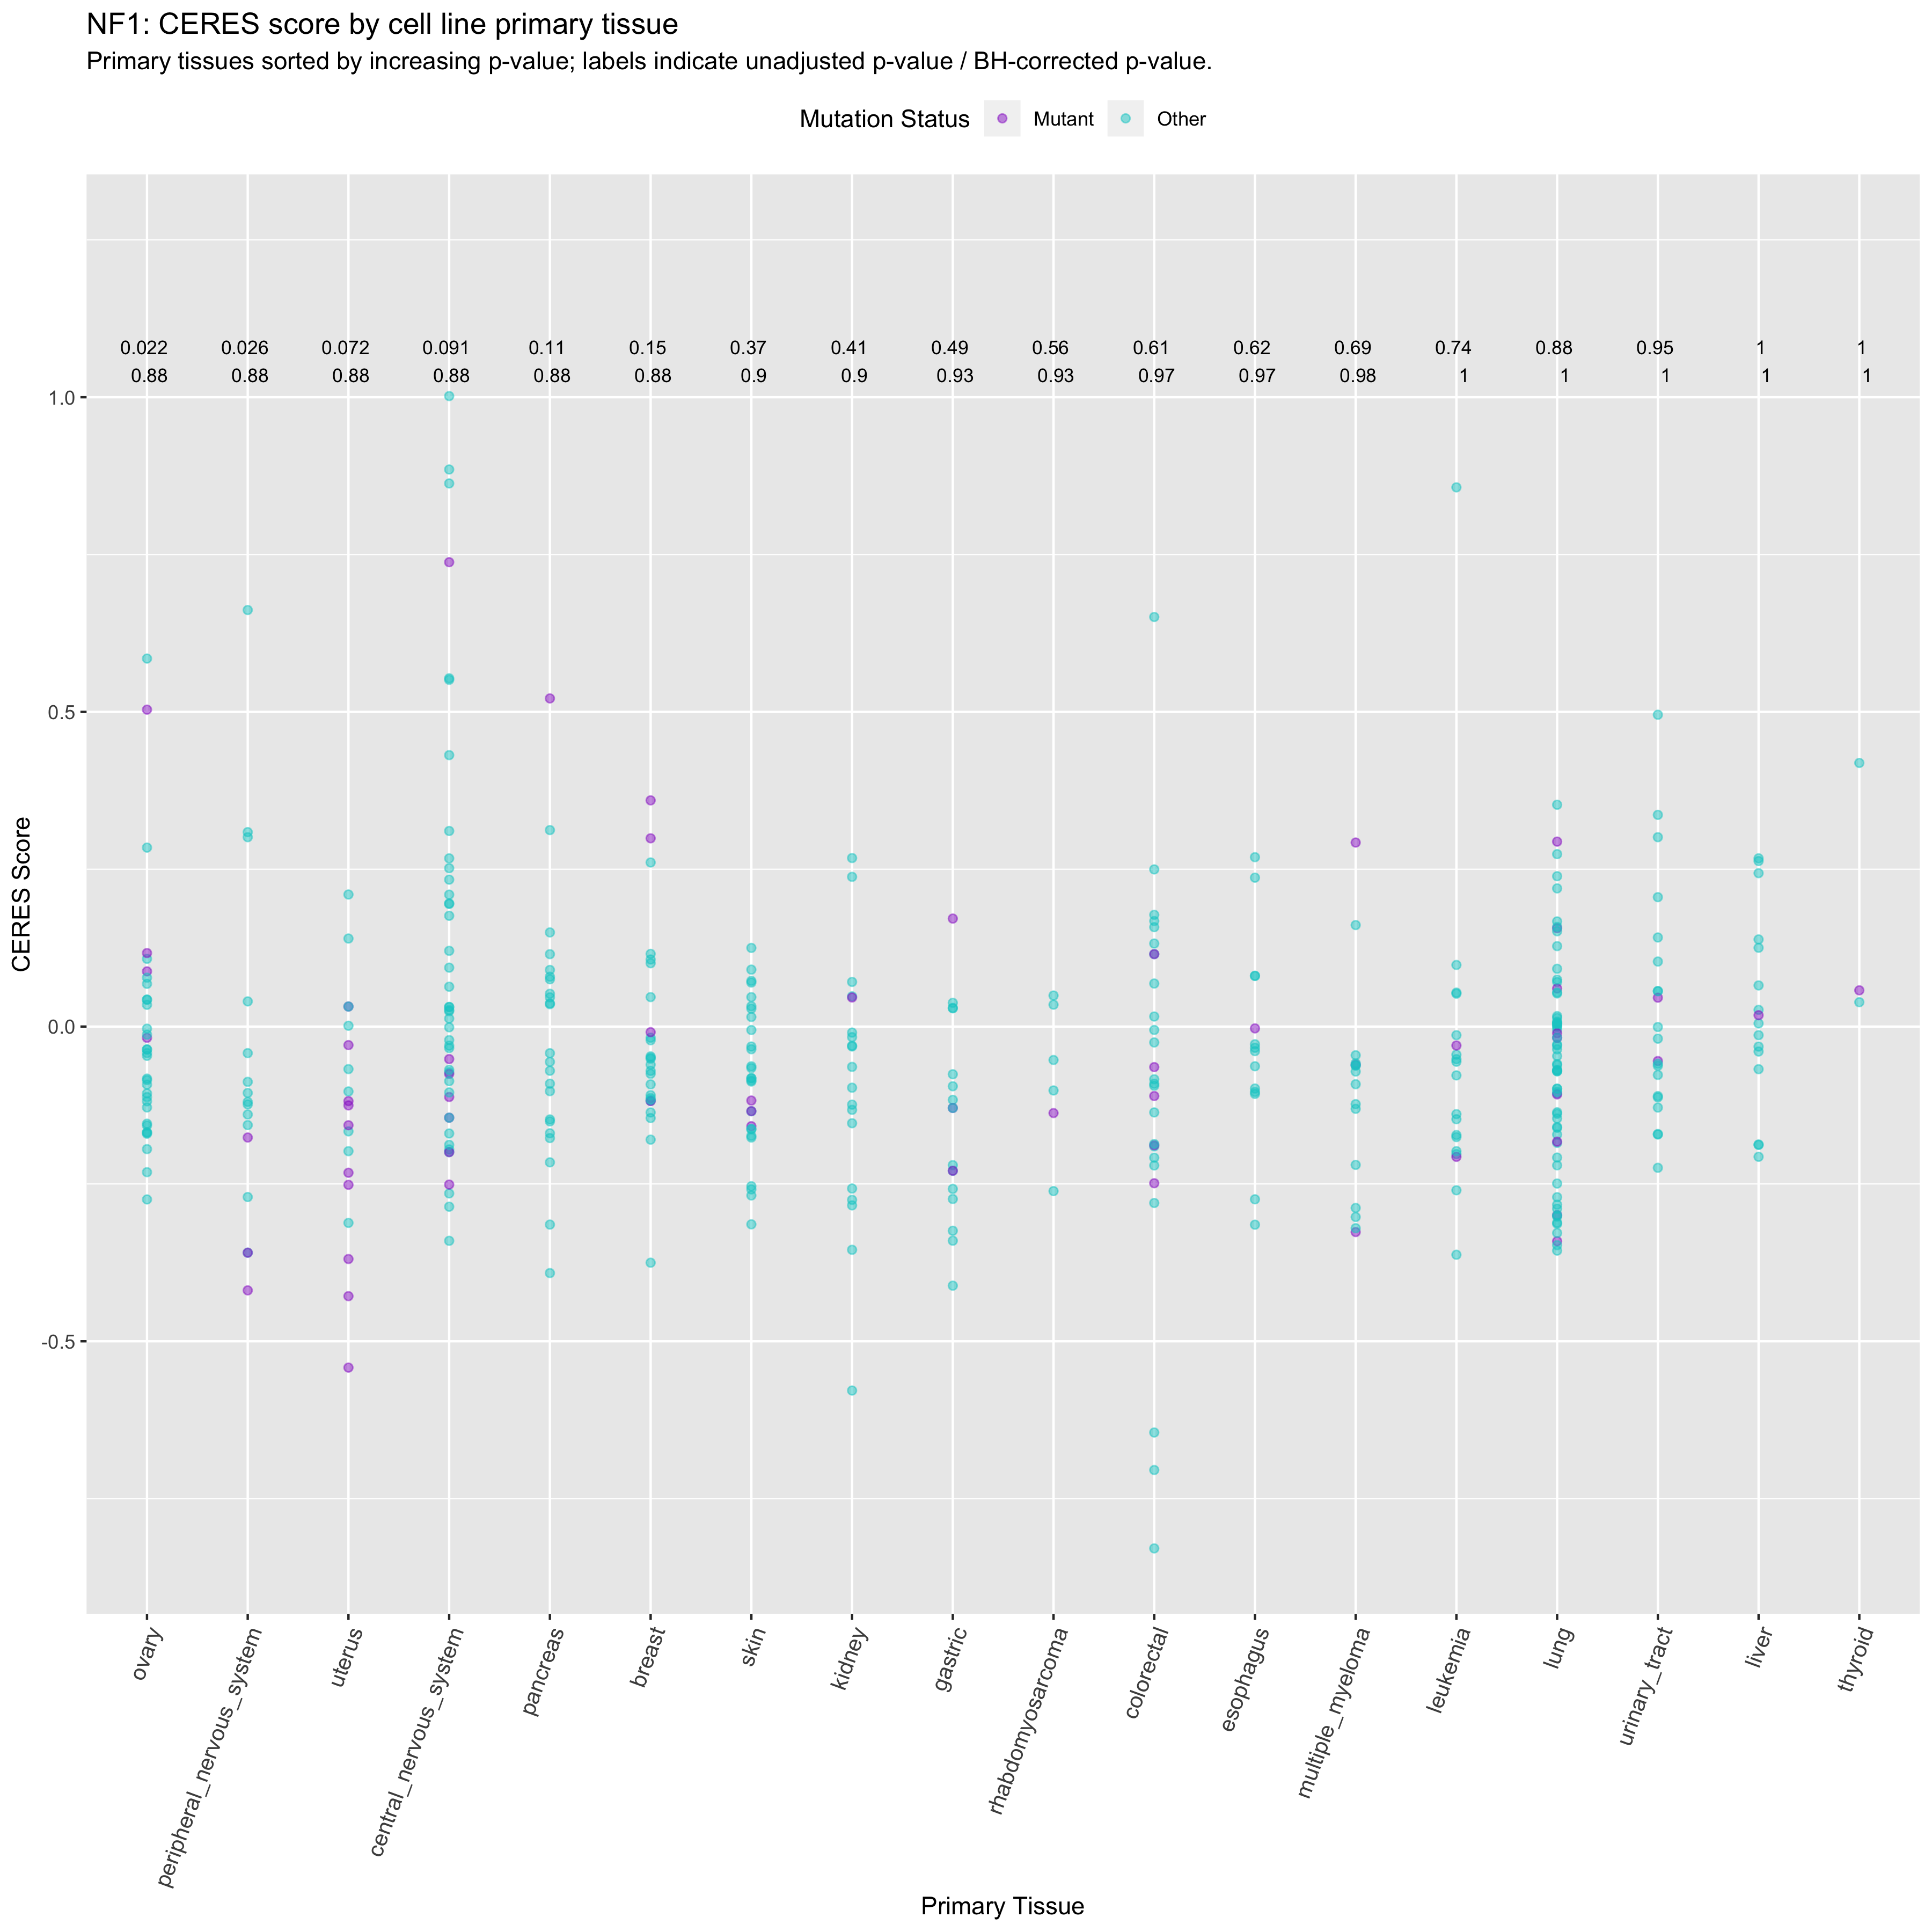 NF1: CERES score by cell line primary tissue
Primary tissues sorted by increasing p-value; labels indicate unadjusted p-value / BH-corrected p-value.
Mutation Status Mutant Other
0.022 0.026 0.072 0.091 0.11 0.15 0.37 0.41 0.49 0.56 0.61 0.62 0.69 0.74 0.88 0.95 1 1
0.88 0.88 0.88 0.88 0.88 0.88 0.9 0.9 0.93 0.93 0.97 0.97 0.98 1 1 1 1 1
1.0
0.5
0.0
-0.5
CERES Score
ovary
peripheral_nervous_system
uterus
central_nervous_system
pancreas
breast
skin
kidney
gastric
rhabdomyosarcoma
colorectal
esophagus
multiple_myeloma
leukemia
lung
urinary_tract
liver
thyroid
Primary Tissue